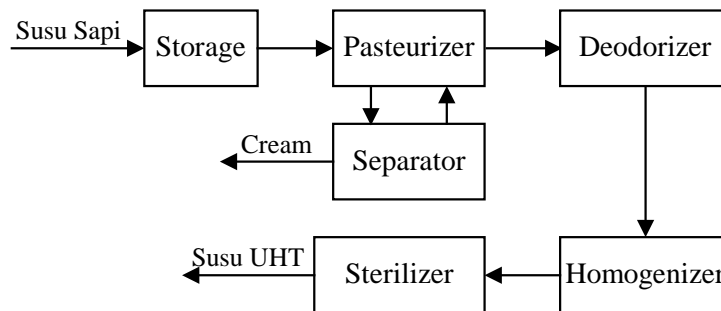 Susu Sapi
Storage
Pasteurizer
Deodorizer
Cream
Separator
Susu UHT
Sterilizer
Homogenizer